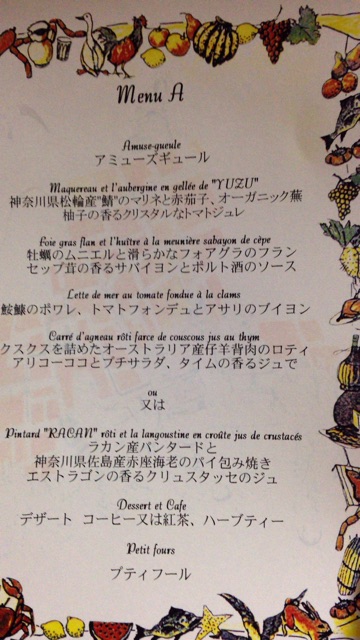 Menu A
Amuse-gueule
アミューズギュール
Maquereau et l'aubergine en gellée de "YUZU"
神奈川県松輪産"鯖"のマリネと赤茄子、オーガニック蕪
柚子の香るクリスタルなトマトジュレ
Foie gras flan et l'huître à la meunière sabayon de cèpe
牡蠣のムニエルと滑らかなフォアグラのフラン
セップ茸の香るサバイヨンとポルト酒のソース
Lette de mer au tomate fondue à la clams
鮟鱇のポワレ、トマトフォンデュとアサリのブイヨン
Carré d'agneau rôti farce de couscous jus au thym
クスクスを詰めたオーストラリア産仔羊背肉のロティ
アリコーココとプチサラダ、タイムの香るジュで
ou
又は
Pintard "RACAN" rôti et la langoustine en croûte jus de crustacés
ラカン産パンタードと
神奈川県佐島産赤座海老のパイ包み焼き
エストラゴンの香るクリュスタッセのジュ
Dessert et Cafe
デザート コーヒー又は紅茶、ハーブティー
Petit fours
プティフール